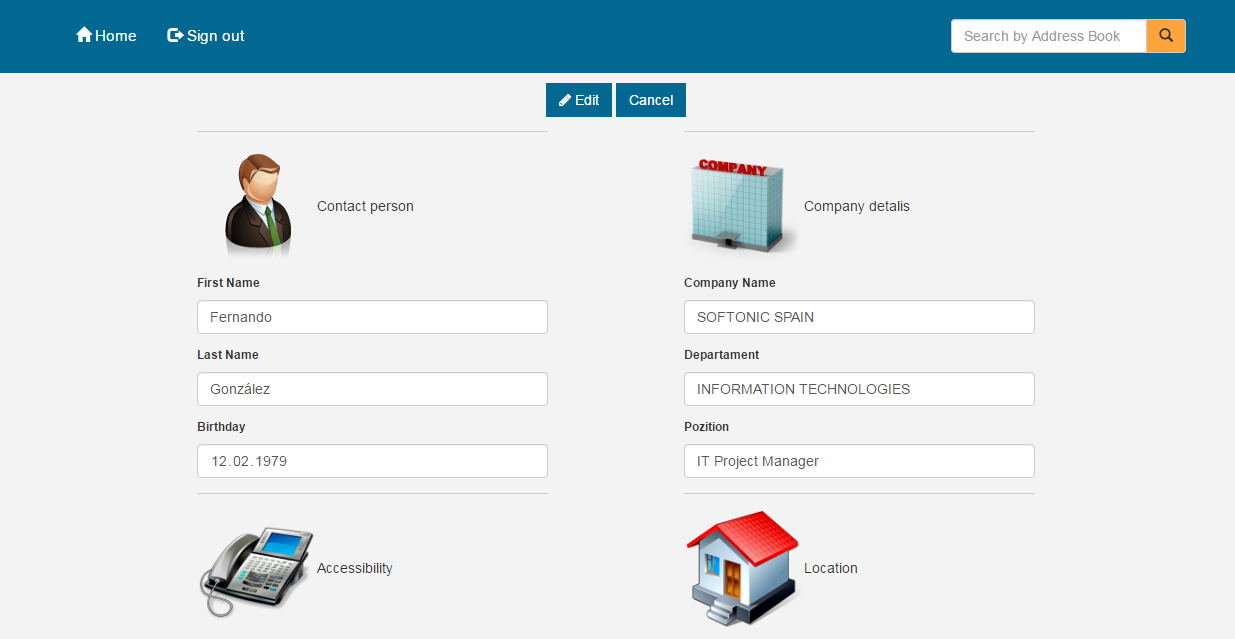 Home Sign out Search by Address Book
Edit Cancel
COMPANY
Contact person Company detalis
First Name Company Name
Fernando SOFTONIC SPAIN
Last Name Departament
González INFORMATION TECHNOLOGIES
Birthday Pozition
12.02.1979 IT Project Manager
Accessibility Location